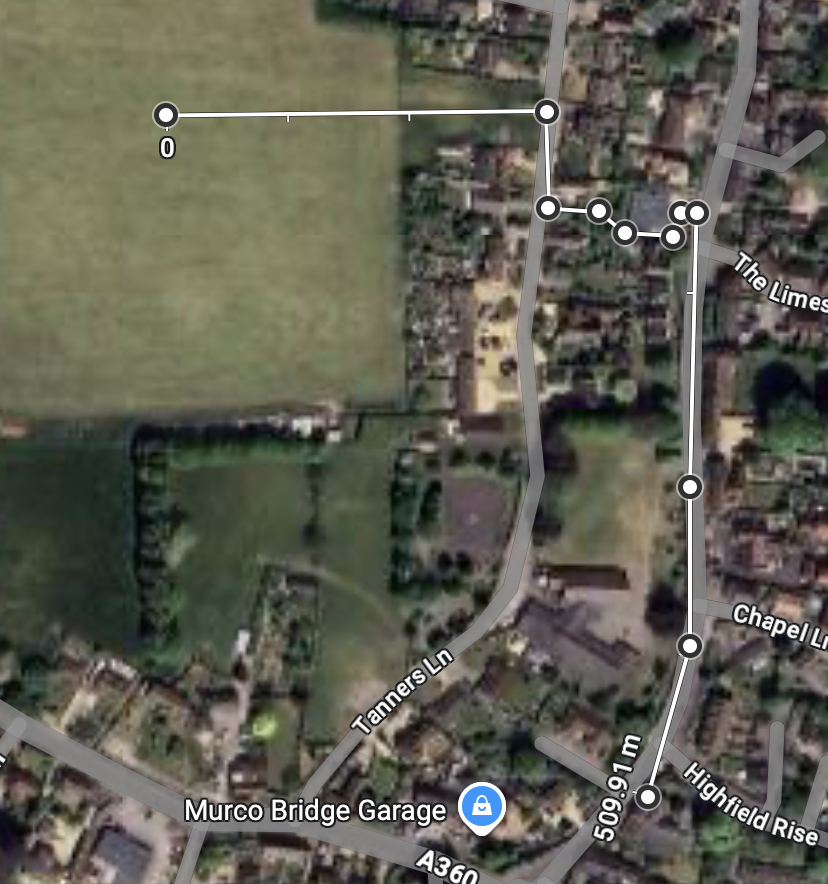 0
The Limes
Chapel Ln
Tanners Ln
509.91 m
Highfield Rise
Murco Bridge Garage
A360